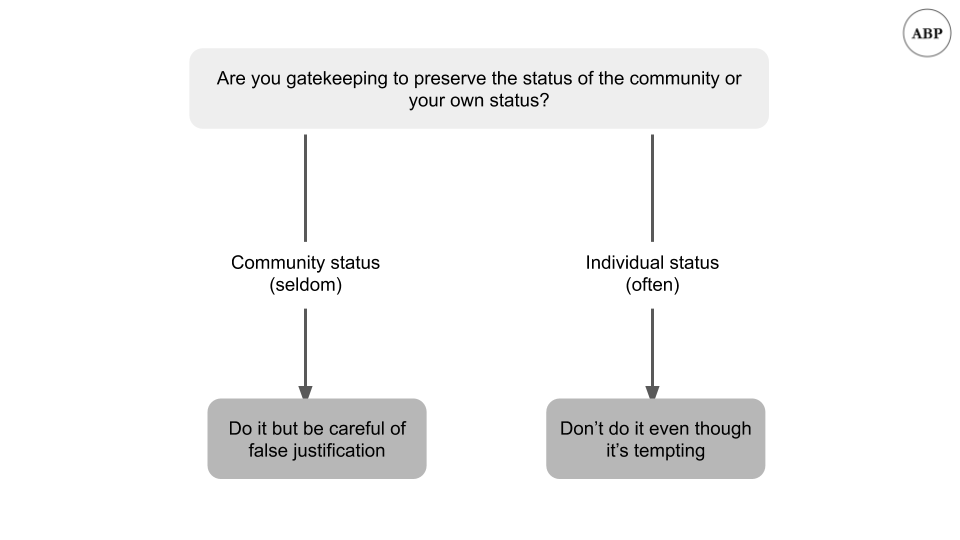 ABP
Are you gatekeeping to preserve the status of the community or
your own status?
Community status
(seldom)
Individual status
(often)
Do it but be careful of
false justification
Don’t do it even though
it’s tempting